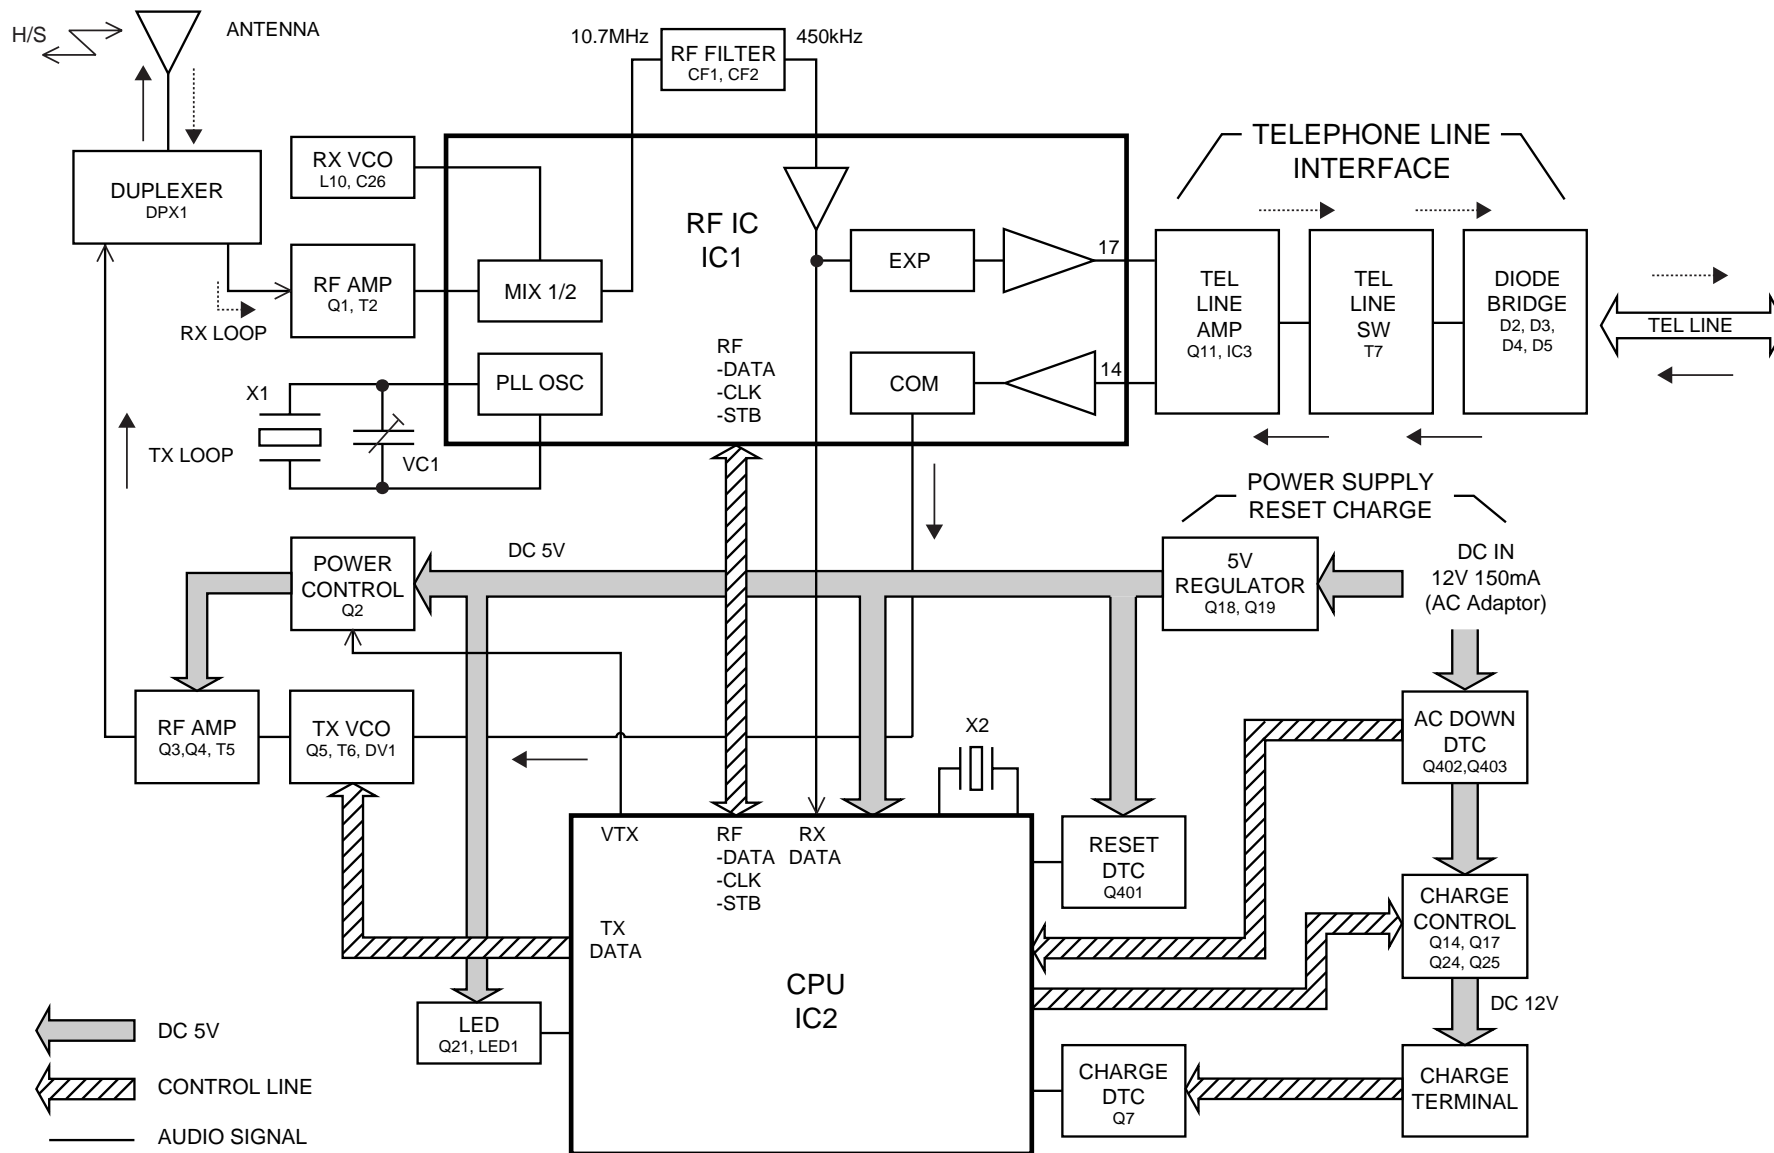 H/S
ANTENNA
10.7MHz
RF FILTER
CF1, CF2
450kHz
DUPLEXER
DPX1
RX VCO
L10, C26
RF IC
IC1
TELEPHONE LINE
INTERFACE
RF AMP
Q1, T2
RX LOOP
MIX 1/2
EXP
17
TEL
LINE
AMP
Q11, IC3
TEL
LINE
SW
T7
DIODE
BRIDGE
D2, D3,
D4, D5
TEL LINE
PLL OSC
RF
-DATA
-CLK
-STB
COM
14
X1
VC1
TX LOOP
POWER SUPPLY
RESET CHARGE
POWER
CONTROL
Q2
DC 5V
5V
REGULATOR
Q18, Q19
DC IN
12V 150mA
(AC Adaptor)
RF AMP
Q3,Q4, T5
TX VCO
Q5, T6, DV1
X2
AC DOWN
DTC
Q402,Q403
VTX
RF
-DATA
-CLK
-STB
RX
DATA
RESET
DTC
Q401
TX
DATA
CHARGE
CONTROL
Q14, Q17
Q24, Q25
CPU
IC2
DC 12V
LED
Q21, LED1
CHARGE
DTC
Q7
CHARGE
TERMINAL
DC 5V
CONTROL LINE
AUDIO SIGNAL